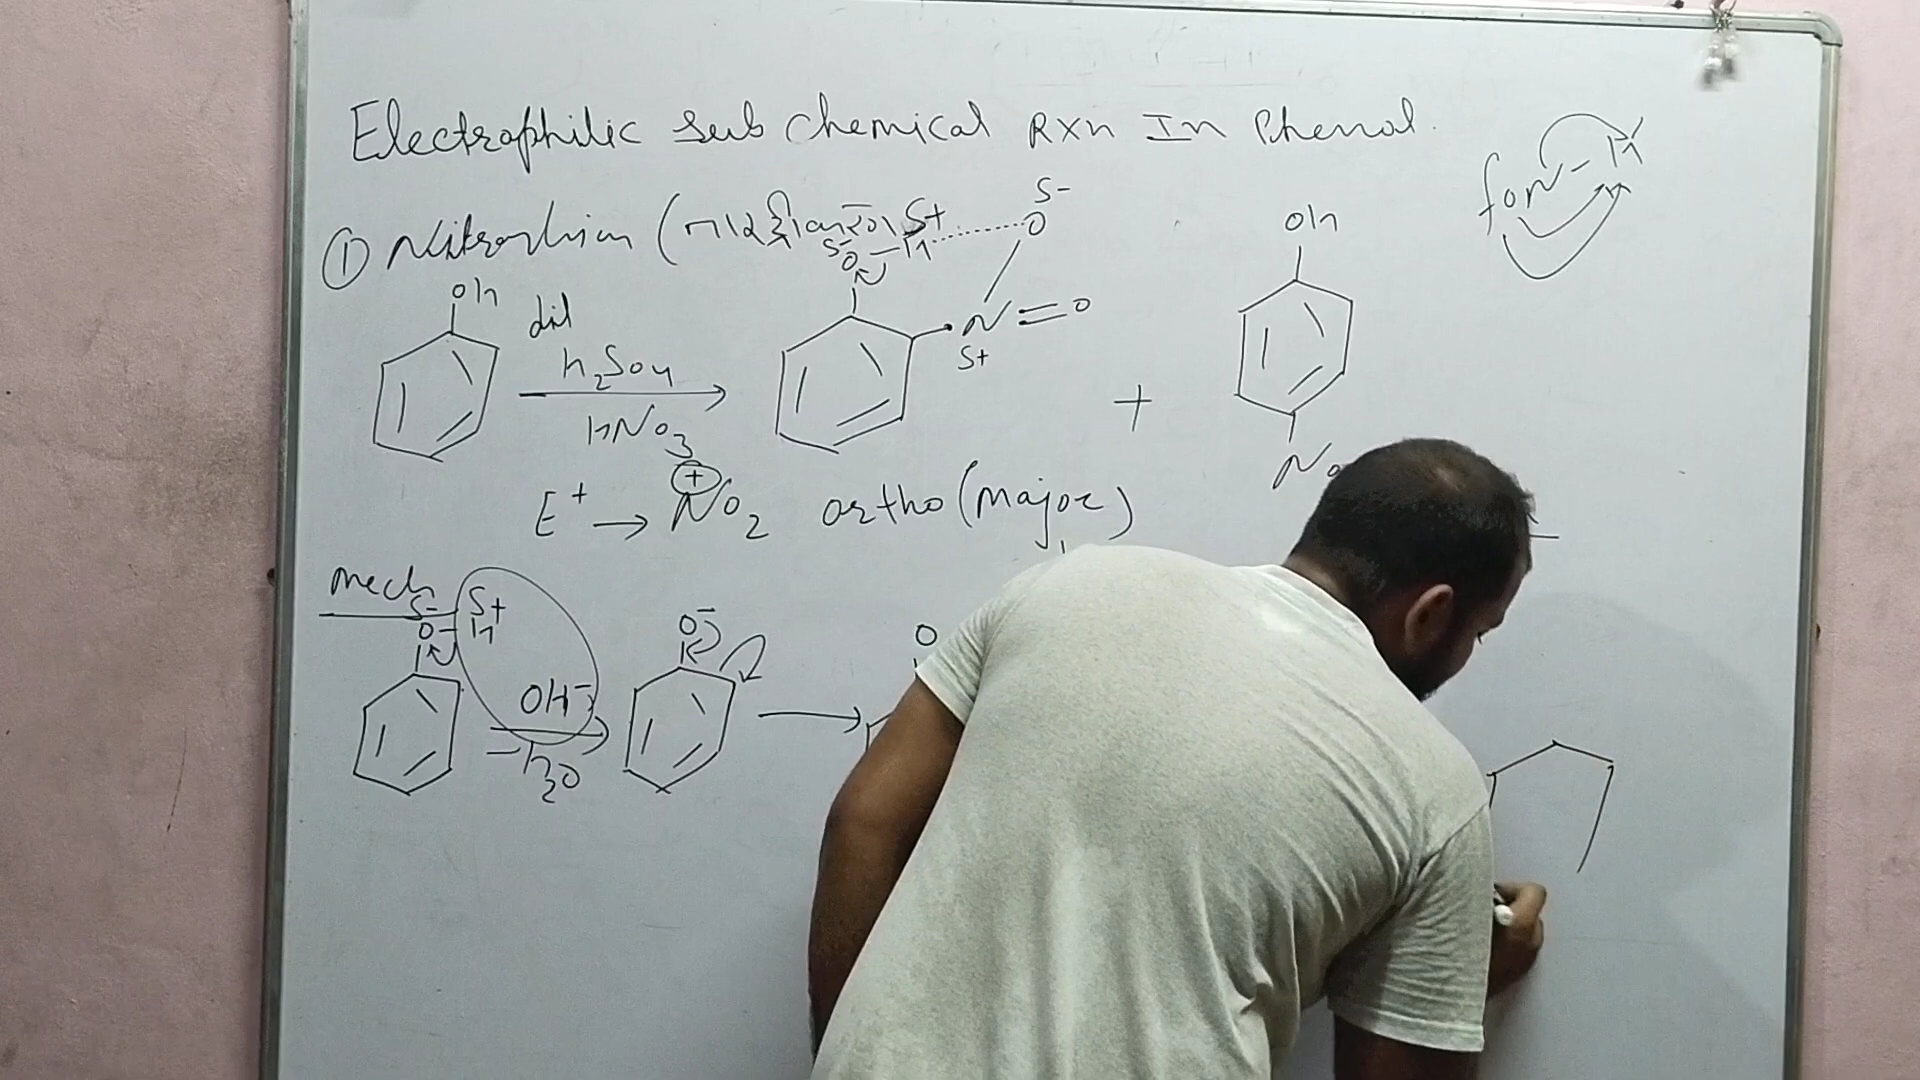 Electrophilic sub chemical Rxn In Phenol.
① Nitration (
δ-
δ+
δ-
O
O – H
for – H
OH
dil
H₂SO₄
HNO₃
N = O
δ+
+
OH
E⁺ → ⊕NO₂ ortho (Major)
Mech
δ- δ+
O – H
OH⁻
-H₂O
O⁻
O